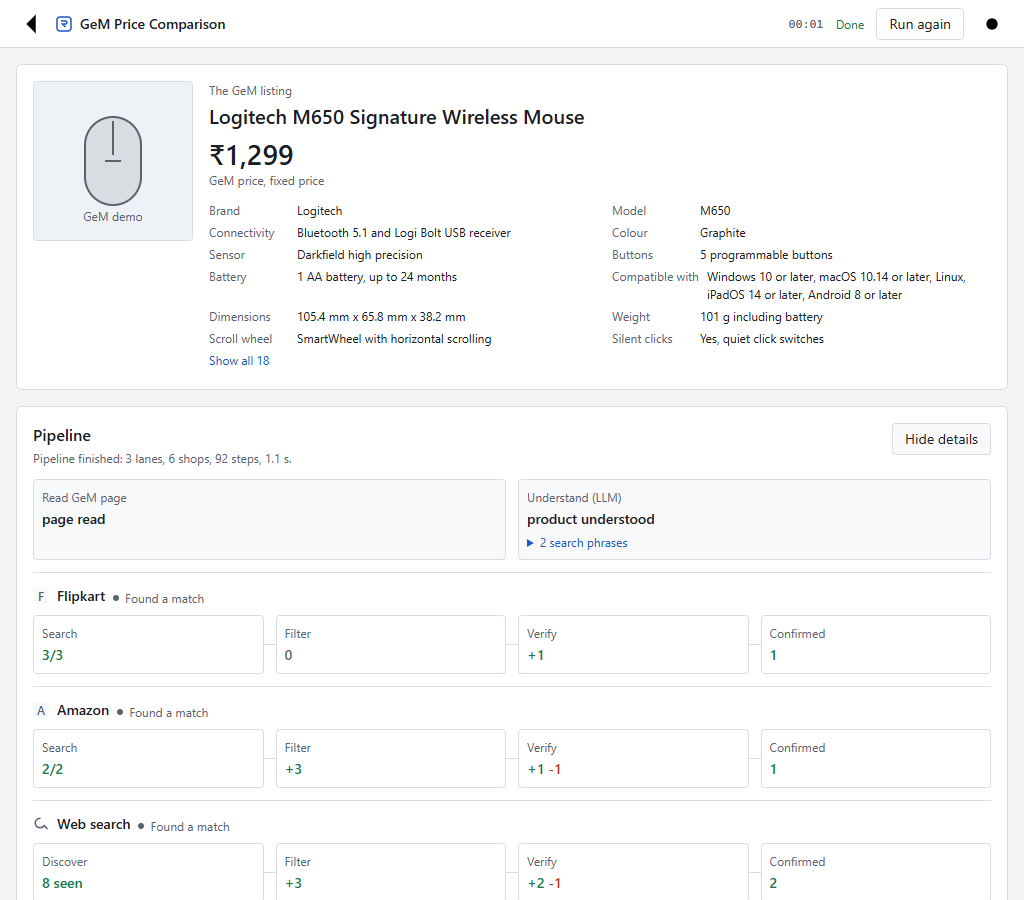 GeM Price Comparison
00:01 Done Run again
The GeM listing
Logitech M650 Signature Wireless Mouse
₹1,299
GeM price, fixed price
GeM demo
Brand Logitech Model M650
Connectivity Bluetooth 5.1 and Logi Bolt USB receiver Colour Graphite
Sensor Darkfield high precision Buttons 5 programmable buttons
Battery 1 AA battery, up to 24 months Compatible with Windows 10 or later, macOS 10.14 or later, Linux,
iPadOS 14 or later, Android 8 or later
Dimensions 105.4 mm x 65.8 mm x 38.2 mm Weight 101 g including battery
Scroll wheel SmartWheel with horizontal scrolling Silent clicks Yes, quiet click switches
Show all 18
Pipeline
Hide details
Pipeline finished: 3 lanes, 6 shops, 92 steps, 1.1 s.
Read GeM page
page read
Understand (LLM)
product understood
2 search phrases
F Flipkart Found a match
Search Filter Verify Confirmed
3/3 0 +1 1
A Amazon Found a match
Search Filter Verify Confirmed
2/2 +3 +1 -1 1
Web search Found a match
Discover Filter Verify Confirmed
8 seen +3 +2 -1 2